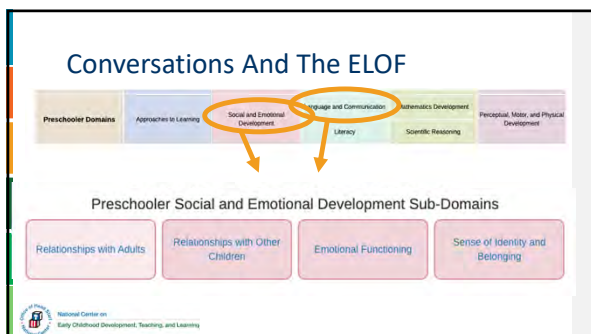 Conversations And The ELOF
Preschooler Domains
Approaches to Learning
Social and Emotional
Development
Language and Communication
Literacy
Mathematics Development
Scientific Reasoning
Perceptual, Motor, and Physical
Development
Preschooler Social and Emotional Development Sub-Domains
Relationships with Adults
Relationships with Other
Children
Emotional Functioning
Sense of Identity and
Belonging
National Center on
Early Childhood Development, Teaching, and Learning